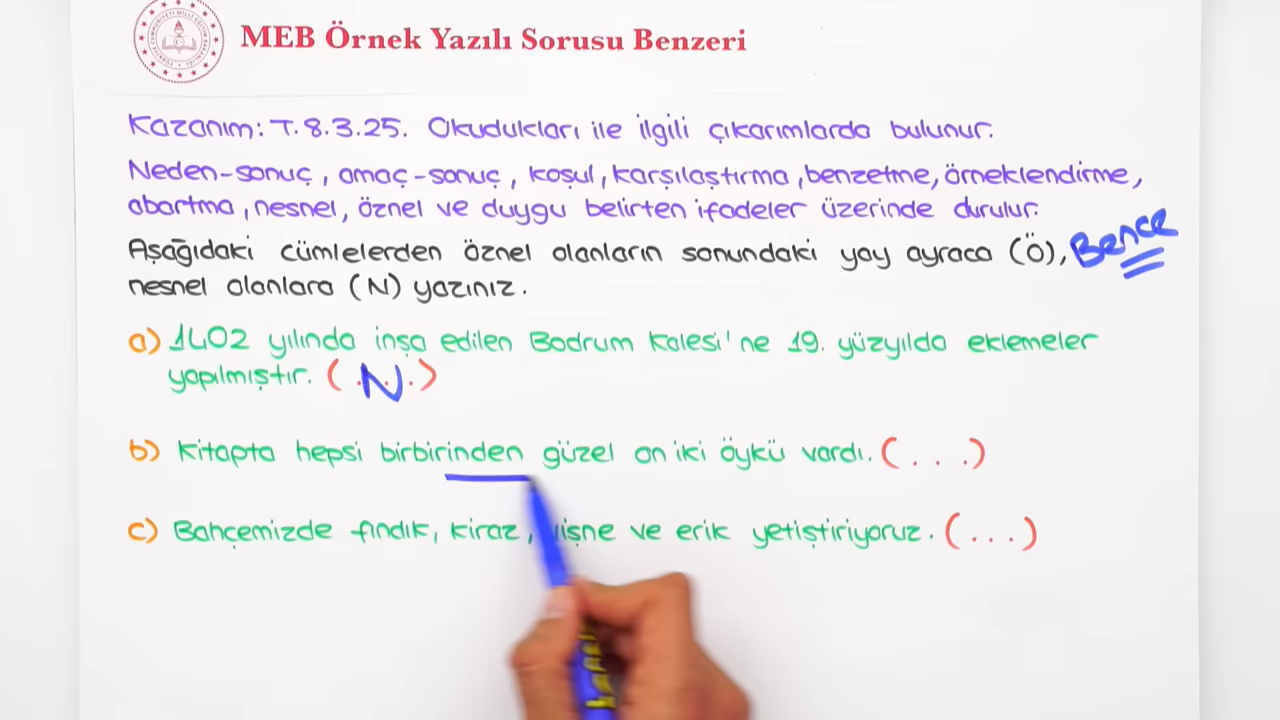 MEB Örnek Yazılı Sorusu Benzeri
Kazanım: T.8.3.25. Okudukları ile ilgili çıkarımlarda bulunur.
Neden-sonuç, amaç-sonuç, koşul, karşılaştırma, benzetme, örneklendirme,
abartma, nesnel, öznel ve duygu belirten ifadeler üzerinde durulur.
Aşağıdaki cümlelerden öznel olanların sonundaki yay ayraca (Ö), Bence
nesnel olanlara (N) yazınız.
a) 1402 yılında inşa edilen Bodrum Kalesi'ne 19. yüzyılda eklemeler
yapılmıştır. (.N.)
b) Kitapta hepsi birbirinden güzel on iki öykü vardı. (...)
c) Bahçemizde fındık, kiraz, ve erik yetiştiriyoruz. (...)